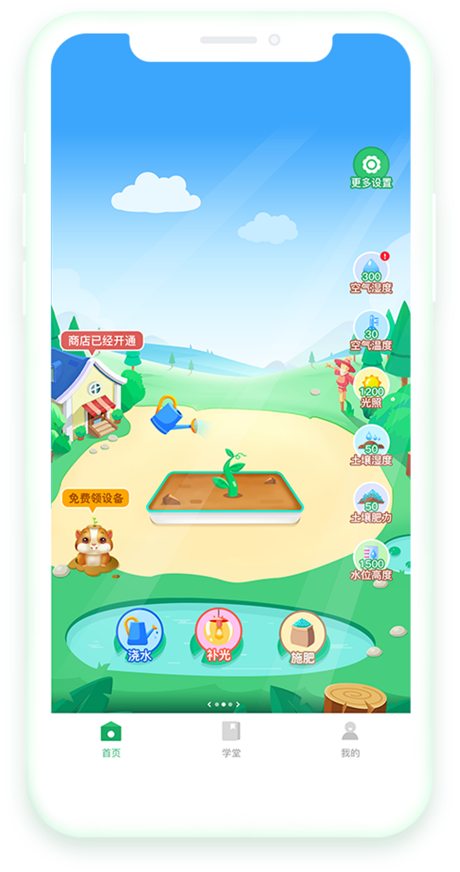 更多设置
300
空气湿度
30
空气温度
商店已经开通
1200
光照
50
土壤湿度
免费领设备
50
土壤肥力
1500
水位高度
浇水
补光
施肥
首页
学堂
我的